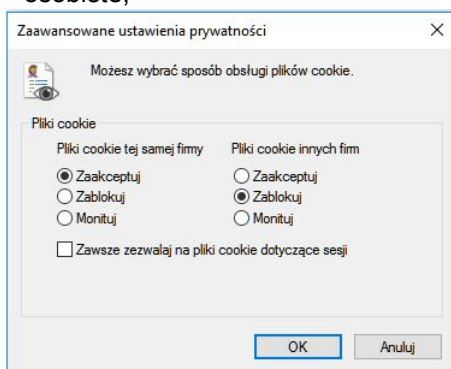 Zaawansowane ustawienia prywatności
Możesz wybrać sposób obsługi plików cookie.
Pliki cookie
Pliki cookie tej samej firmy Pliki cookie innych firm
Zaakceptuj Zaakceptuj
Zablokuj Zablokuj
Monituj Monituj
Zawsze zezwalaj na pliki cookie dotyczące sesji
OK Anuluj